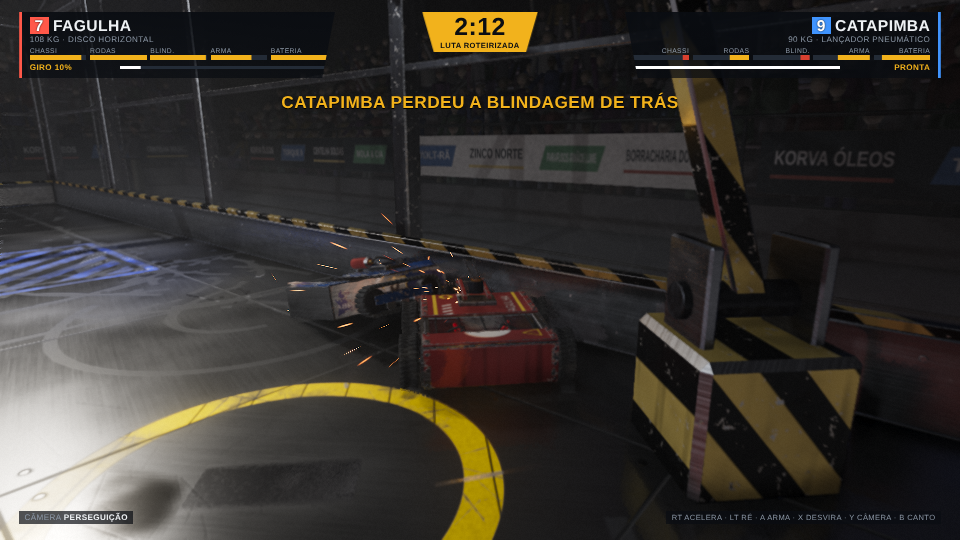 7 FAGULHA
108 KG · DISCO HORIZONTAL
CHASSI RODAS BLIND. ARMA BATERIA
GIRO 10%
2:12
LUTA ROTEIRIZADA
9 CATAPIMBA
90 KG · LANÇADOR PNEUMÁTICO
CHASSI RODAS BLIND. ARMA BATERIA
PRONTA
CATAPIMBA PERDEU A BLINDAGEM DE TRÁS
ZINCO NORTE
BORRACHARIA
KORVA ÓLEOS
CÂMERA PERSEGUIÇÃO
RT ACELERA · LT RÉ · A ARMA · X DESVIRA · Y CÂMERA · B CANTO